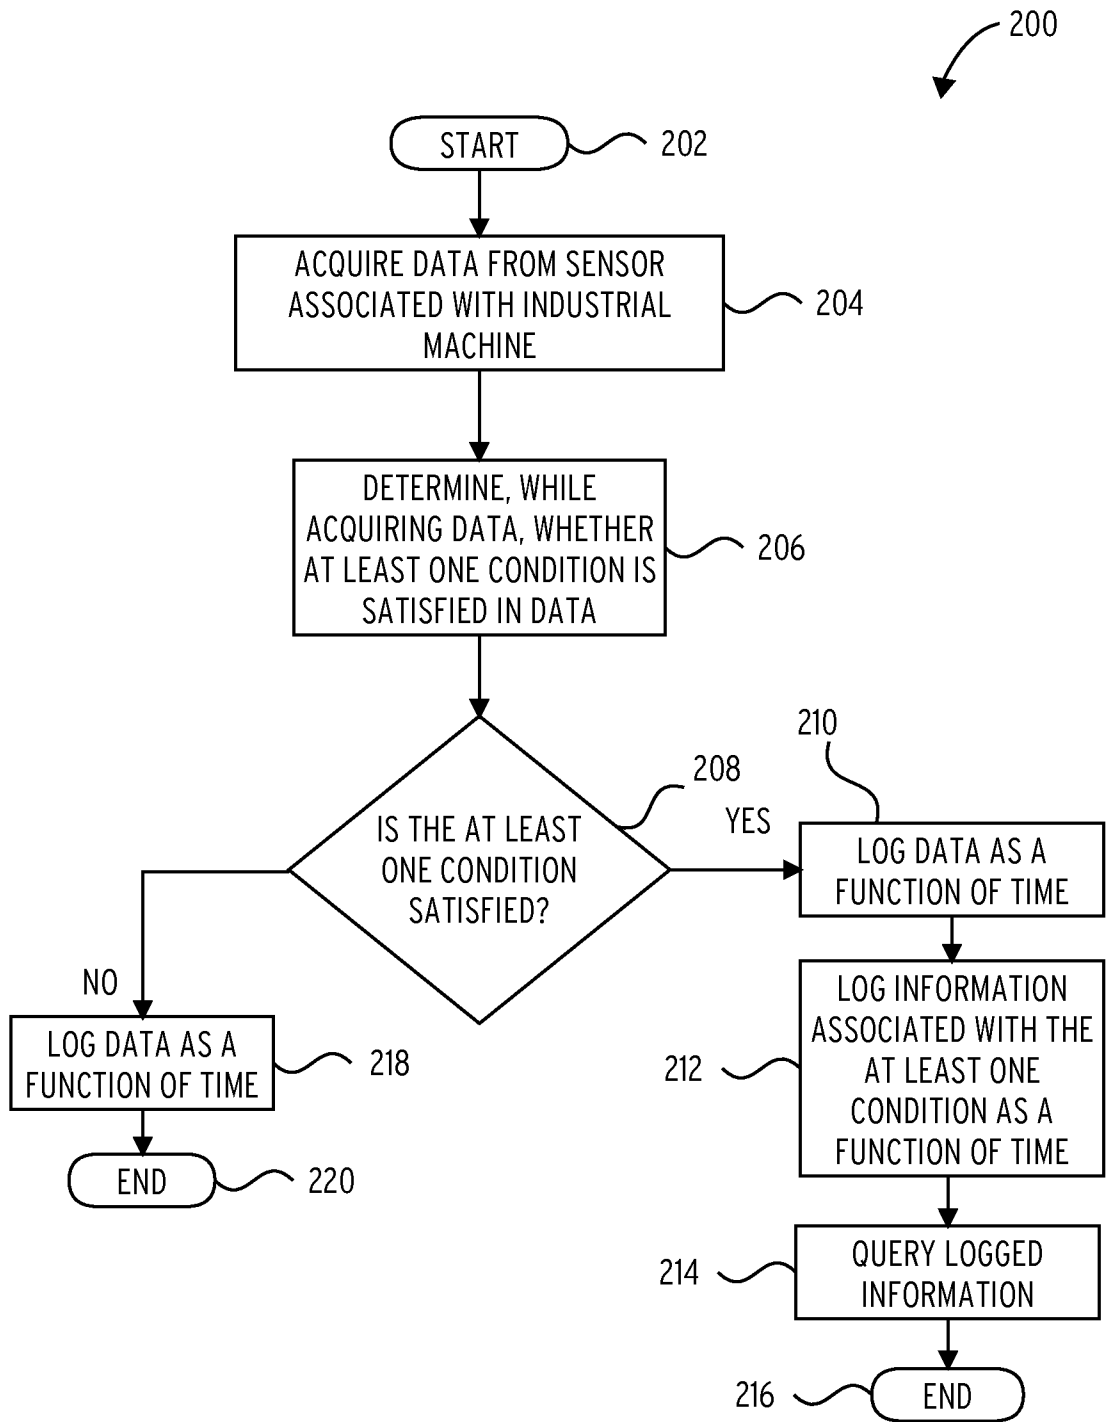 200
START
202
ACQUIRE DATA FROM SENSOR
ASSOCIATED WITH INDUSTRIAL
MACHINE
204
DETERMINE, WHILE
ACQUIRING DATA, WHETHER
AT LEAST ONE CONDITION IS
SATISFIED IN DATA
206
IS THE AT LEAST
ONE CONDITION
SATISFIED?
208
YES
210
LOG DATA AS A
FUNCTION OF TIME
LOG INFORMATION
ASSOCIATED WITH THE
AT LEAST ONE
CONDITION AS A
FUNCTION OF TIME
212
QUERY LOGGED
INFORMATION
214
END
216
NO
LOG DATA AS A
FUNCTION OF TIME
218
END
220